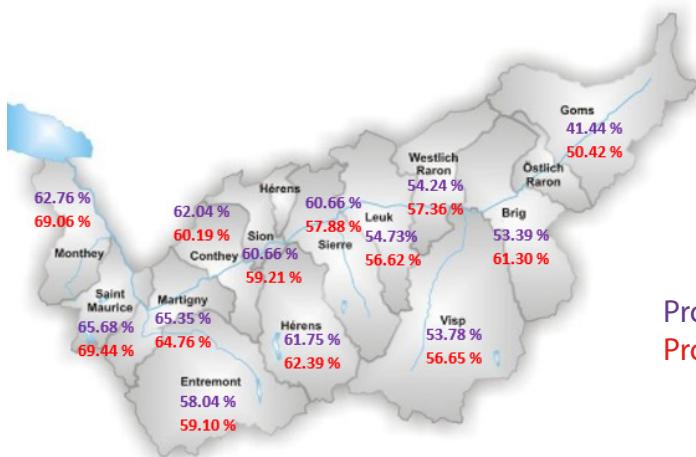 Goms
41.44 %
50.42 %
Östlich
Raron
Westlich
Raron
54.24 %
57.36 %
Brig
53.39 %
61.30 %
Hérens
60.66 %
57.88 %
Sierre
Leuk
54.73%
56.62 %
62.76 %
69.06 %
Monthey
62.04 %
60.19 %
Conthey
Sion
60.66 %
59.21 %
Saint
Maurice
65.68 %
69.44 %
Martigny
65.35 %
64.76 %
Hérens
61.75 %
62.39 %
Visp
53.78 %
56.65 %
Entremont
58.04 %
59.10 %
Pro
Pro